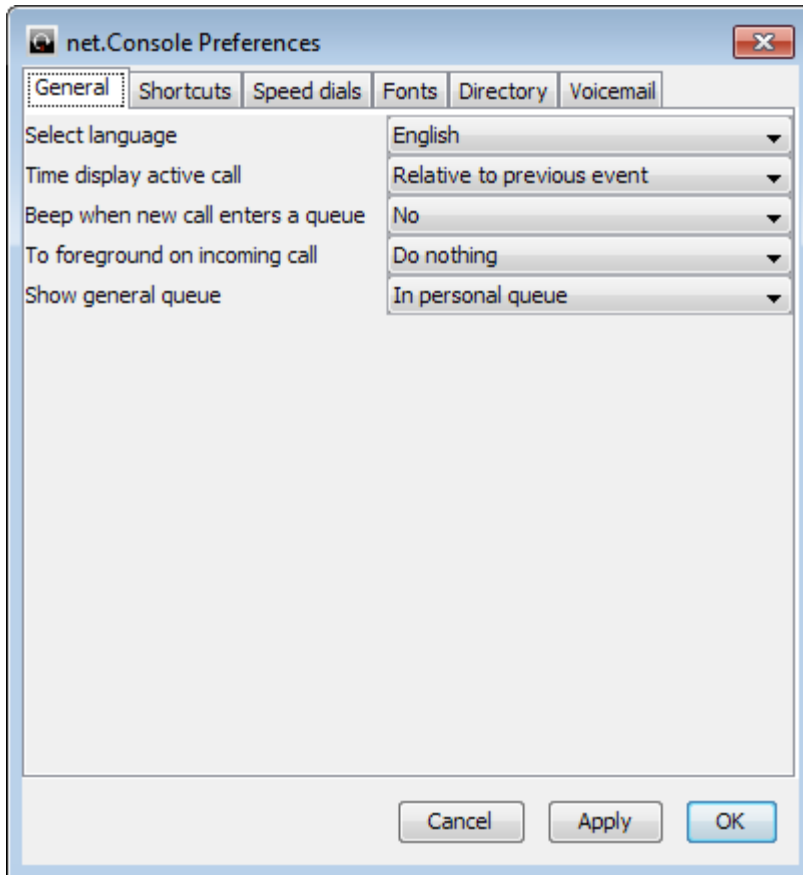 net.Console Preferences
General Shortcuts Speed dials Fonts Directory Voicemail
Select language English
Time display active call Relative to previous event
Beep when new call enters a queue No
To foreground on incoming call Do nothing
Show general queue In personal queue
Cancel Apply OK